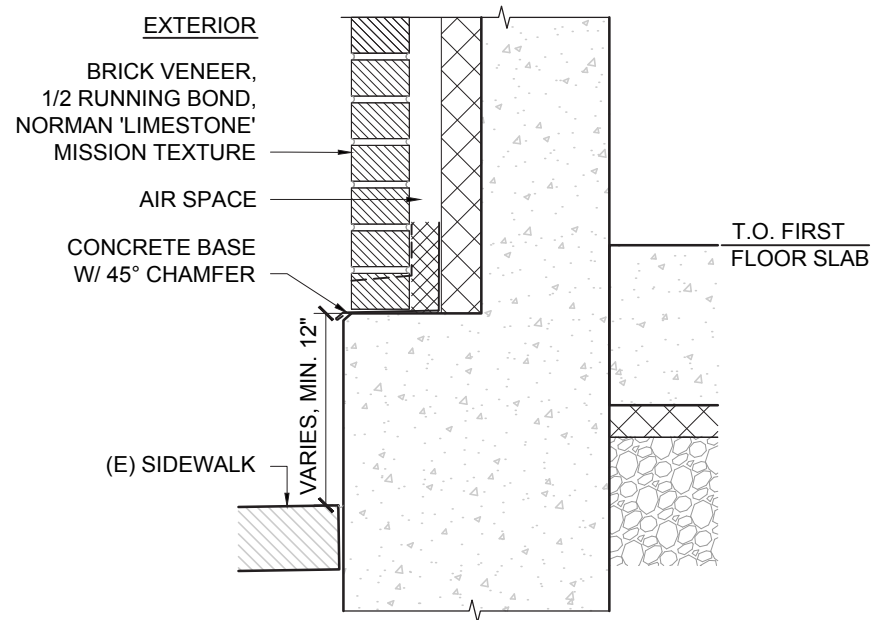 EXTERIOR
BRICK VENEER,
1/2 RUNNING BOND,
NORMAN 'LIMESTONE'
MISSION TEXTURE
AIR SPACE
CONCRETE BASE
W/ 45° CHAMFER
VARIES, MIN. 12"
(E) SIDEWALK
T.O. FIRST
FLOOR SLAB